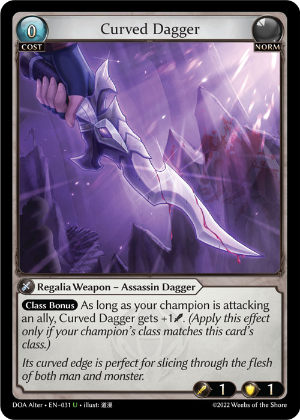 Curved Dagger
0
COST
NORM
Regalia Weapon – Assassin Dagger
Class Bonus As long as your champion is attacking
an ally, Curved Dagger gets +1. (Apply this effect
only if your champion's class matches this card's
class.)
Its curved edge is perfect for slicing through the flesh
of both man and monster.
1 1
DOA Alter • EN-031 U • illust: 道漫
©2022 Weebs of the Shore